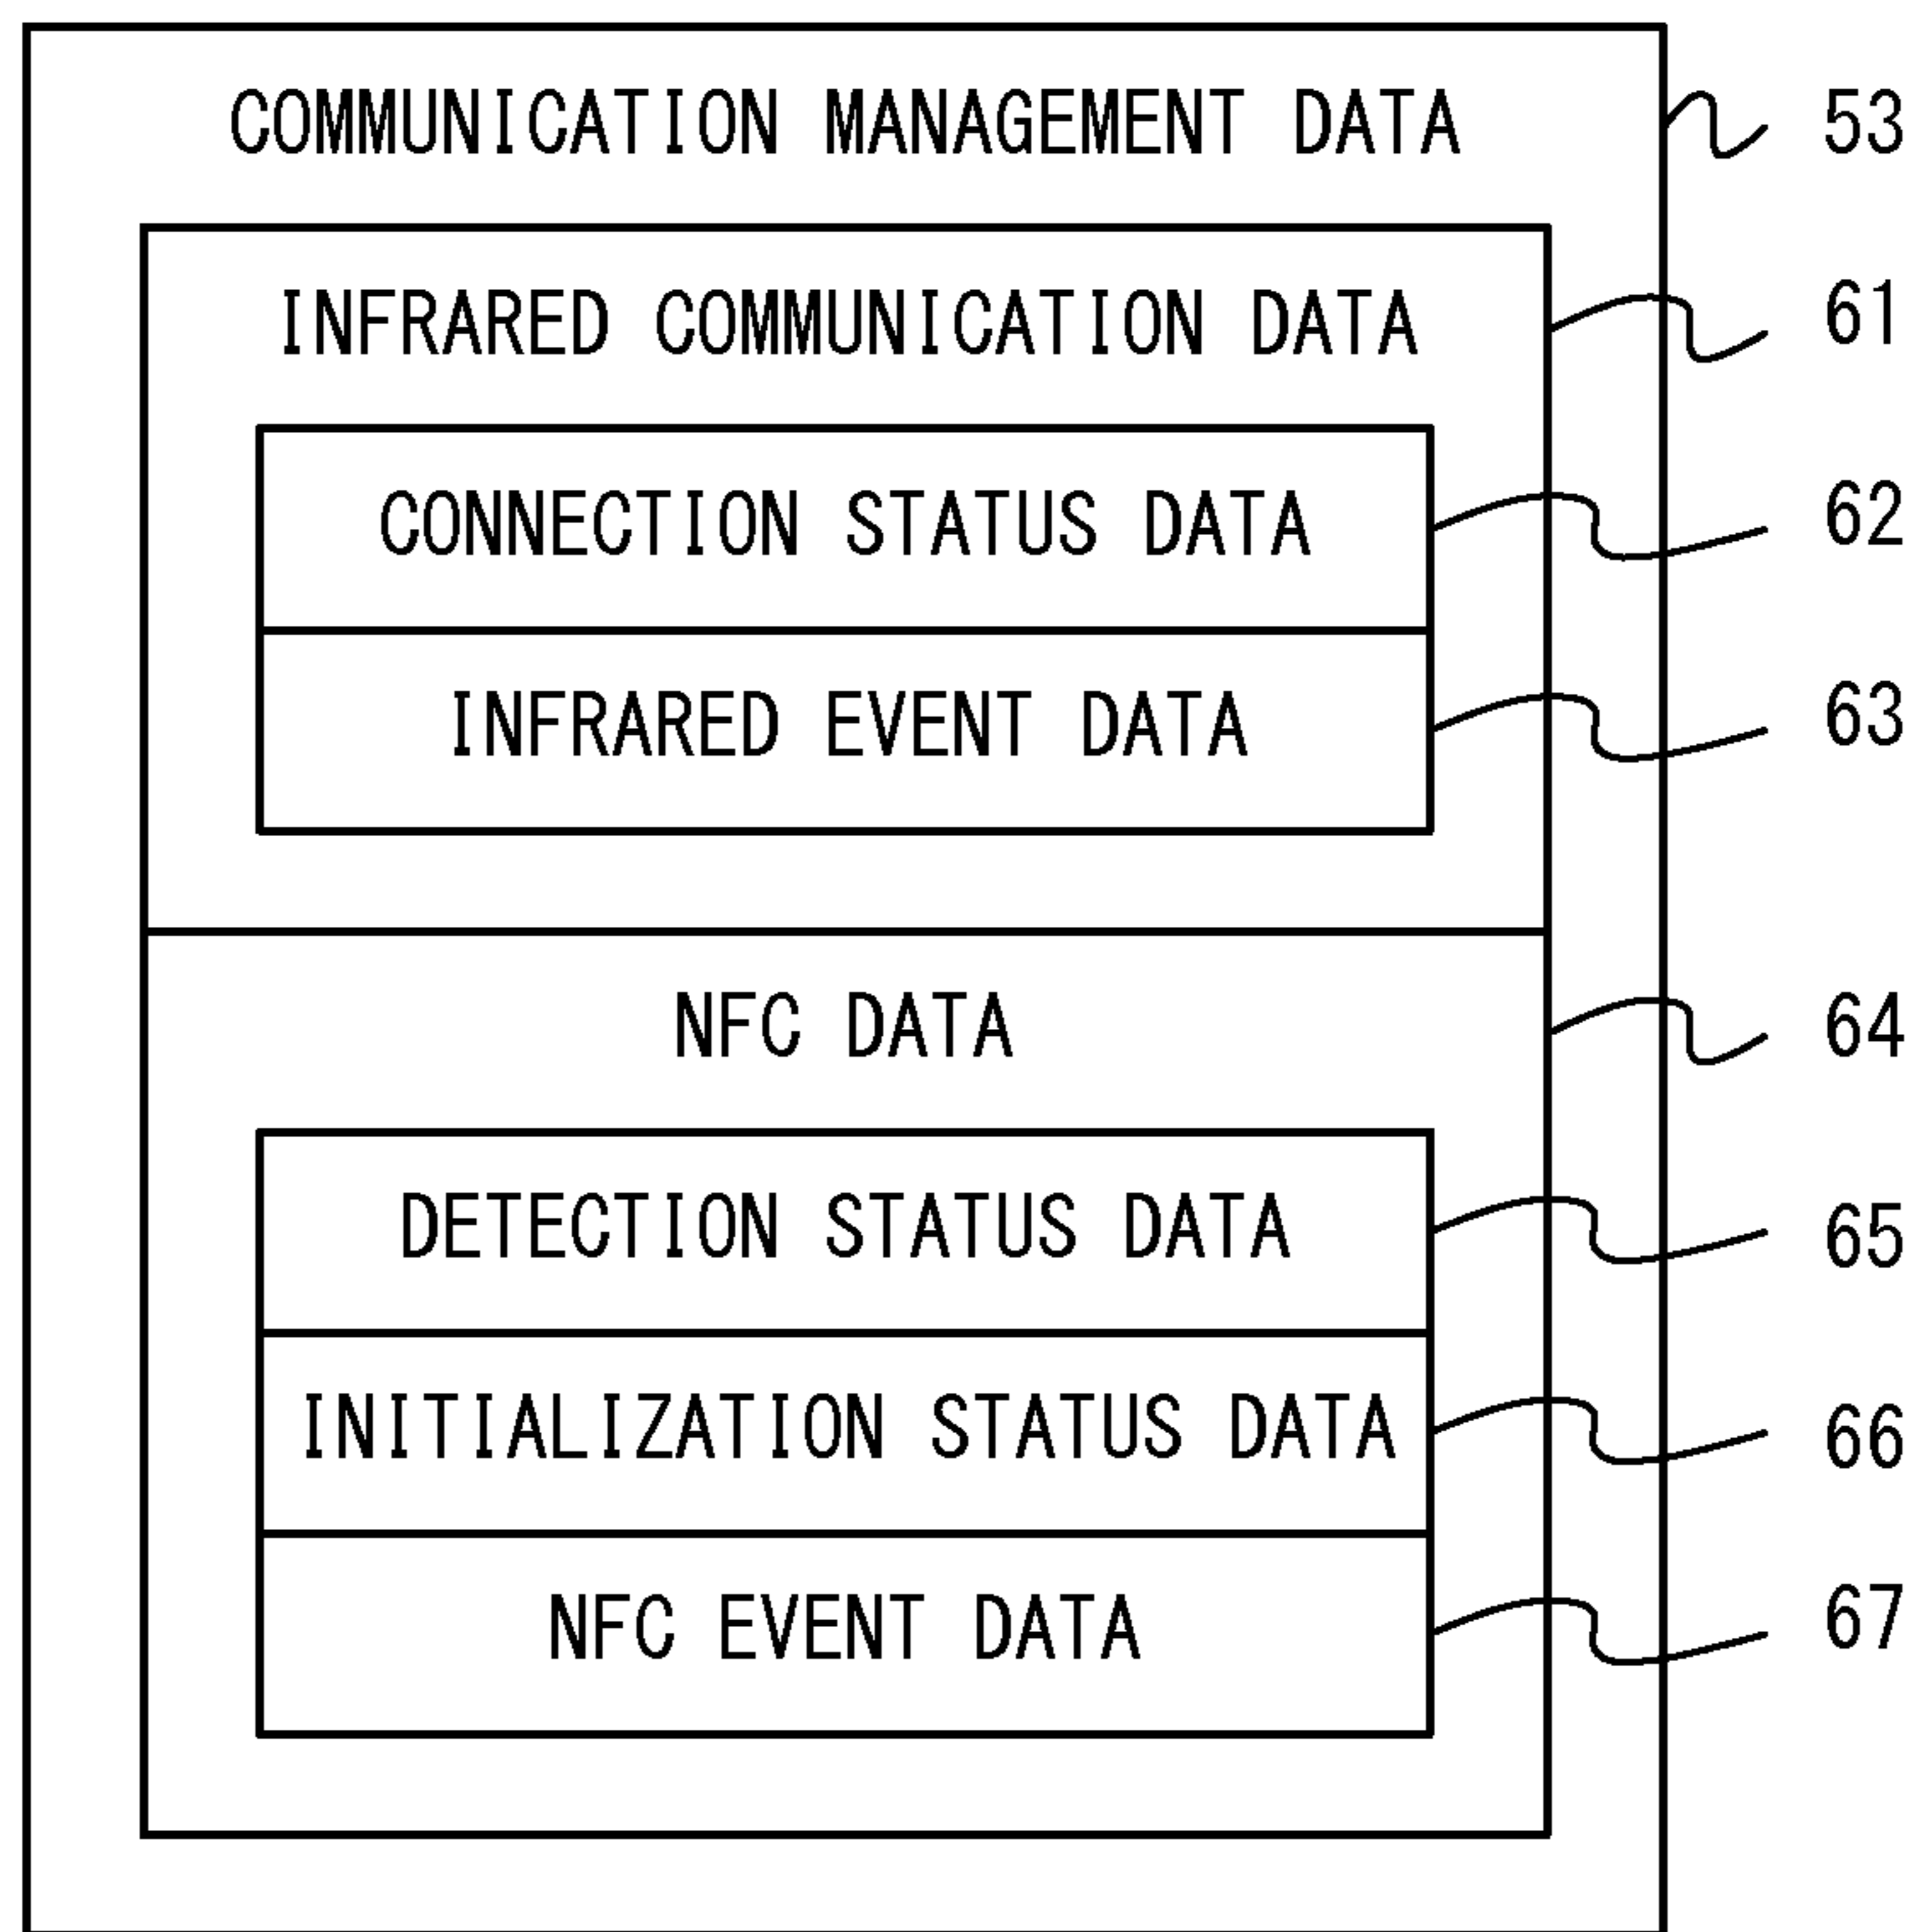 COMMUNICATION MANAGEMENT DATA 53
INFRARED COMMUNICATION DATA 61
CONNECTION STATUS DATA 62
INFRARED EVENT DATA 63
NFC DATA 64
DETECTION STATUS DATA 65
INITIALIZATION STATUS DATA 66
NFC EVENT DATA 67